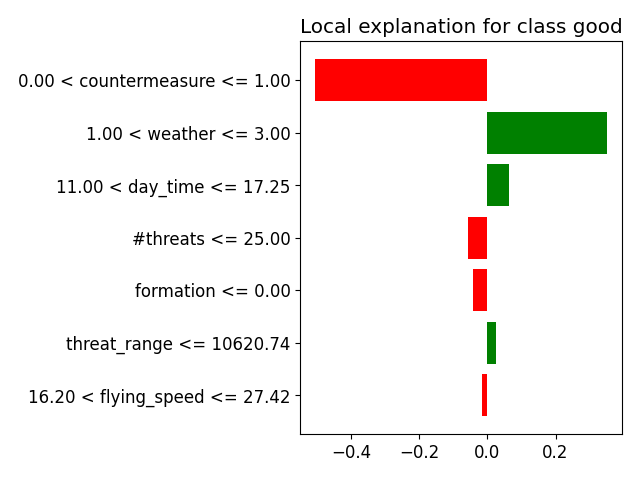 Local explanation for class good
0.00 < countermeasure <= 1.00
1.00 < weather <= 3.00
11.00 < day_time <= 17.25
#threats <= 25.00
formation <= 0.00
threat_range <= 10620.74
16.20 < flying_speed <= 27.42
−0.4 −0.2 0.0 0.2